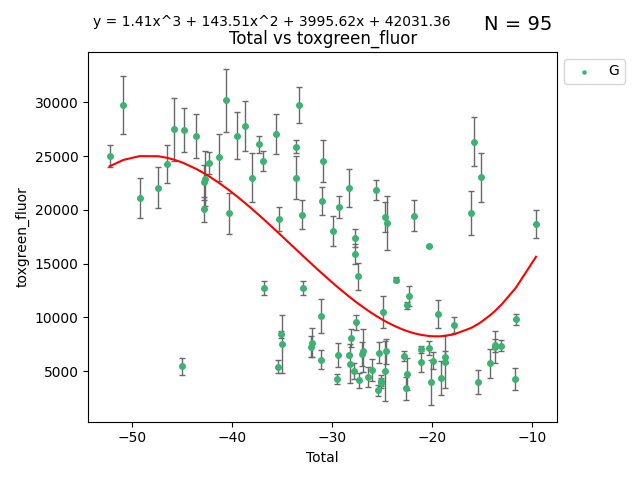 y = 1.41x^3 + 143.51x^2 + 3995.62x + 42031.36
N = 95
Total vs toxgreen_fluor
G
toxgreen_fluor
30000
25000
20000
15000
10000
5000
−50
−40
−30
−20
−10
Total